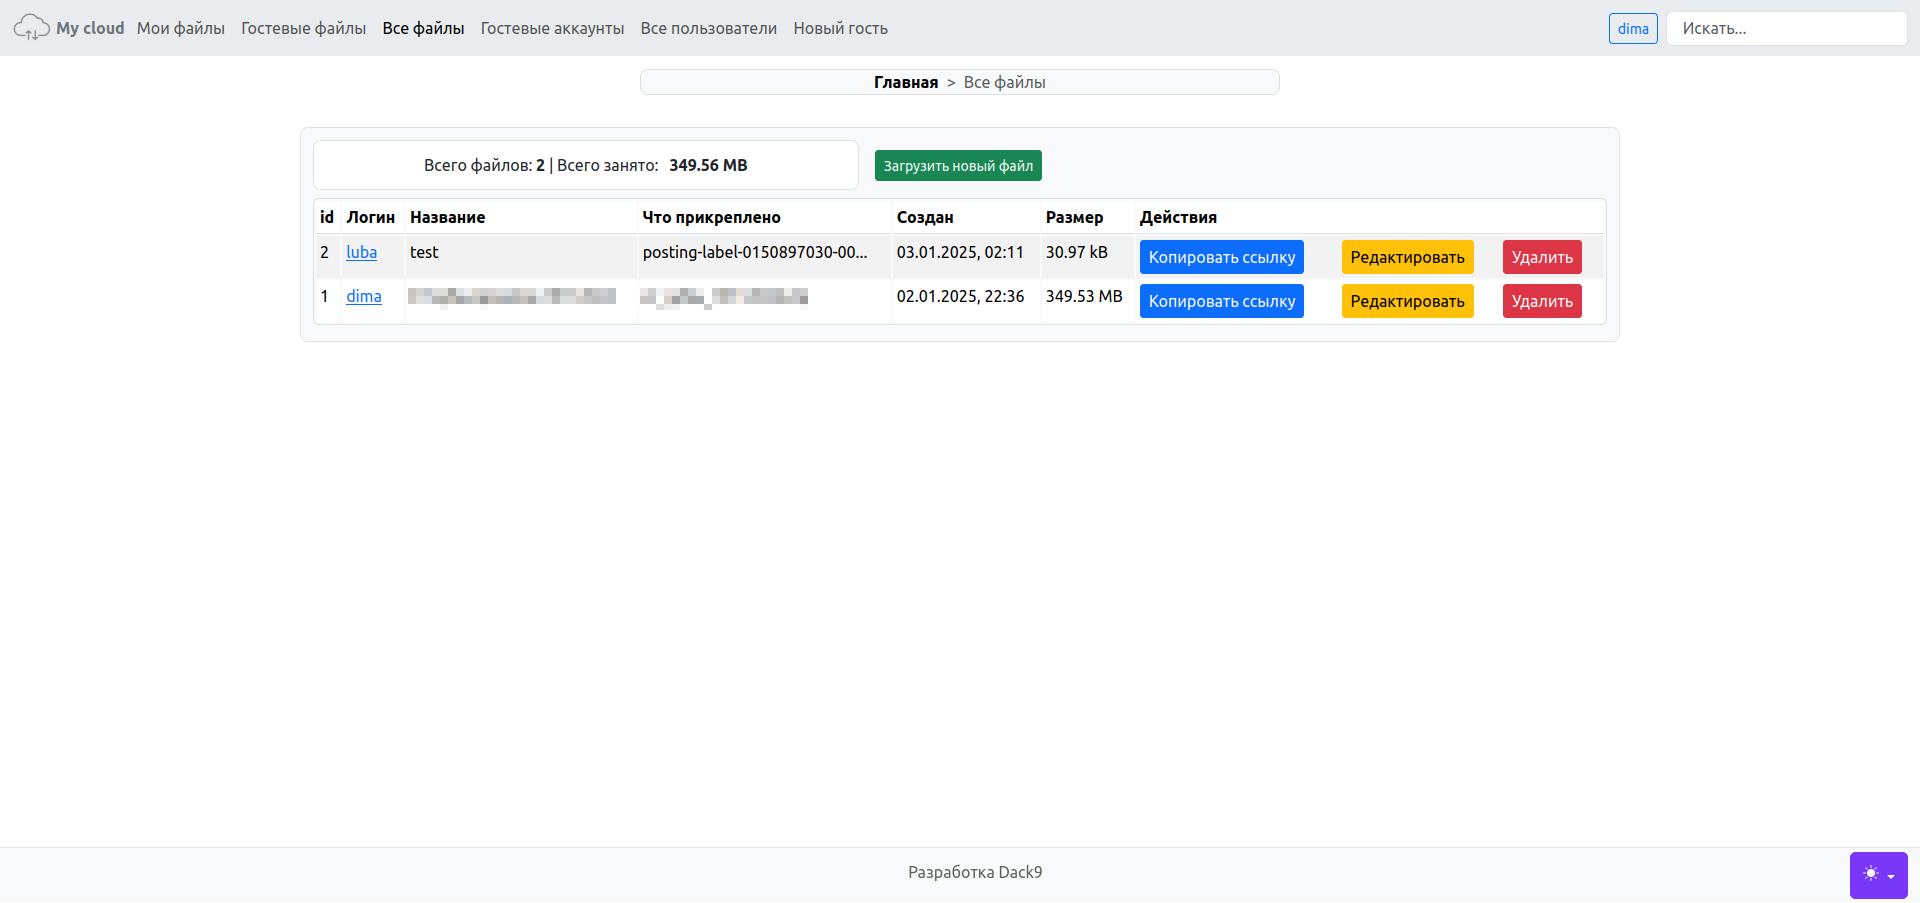 My cloud Мои файлы Гостевые файлы Все файлы Гостевые аккаунты Все пользователи Новый гость dima Искать...
Главная > Все файлы
Всего файлов: 2 | Всего занято: 349.56 MB Загрузить новый файл
id Логин Название Что прикреплено Создан Размер Действия
2 luba test posting-label-0150897030-00... 03.01.2025, 02:11 30.97 kB Копировать ссылку Редактировать Удалить
1 dima 02.01.2025, 22:36 349.53 MB Копировать ссылку Редактировать Удалить
Разработка Dack9